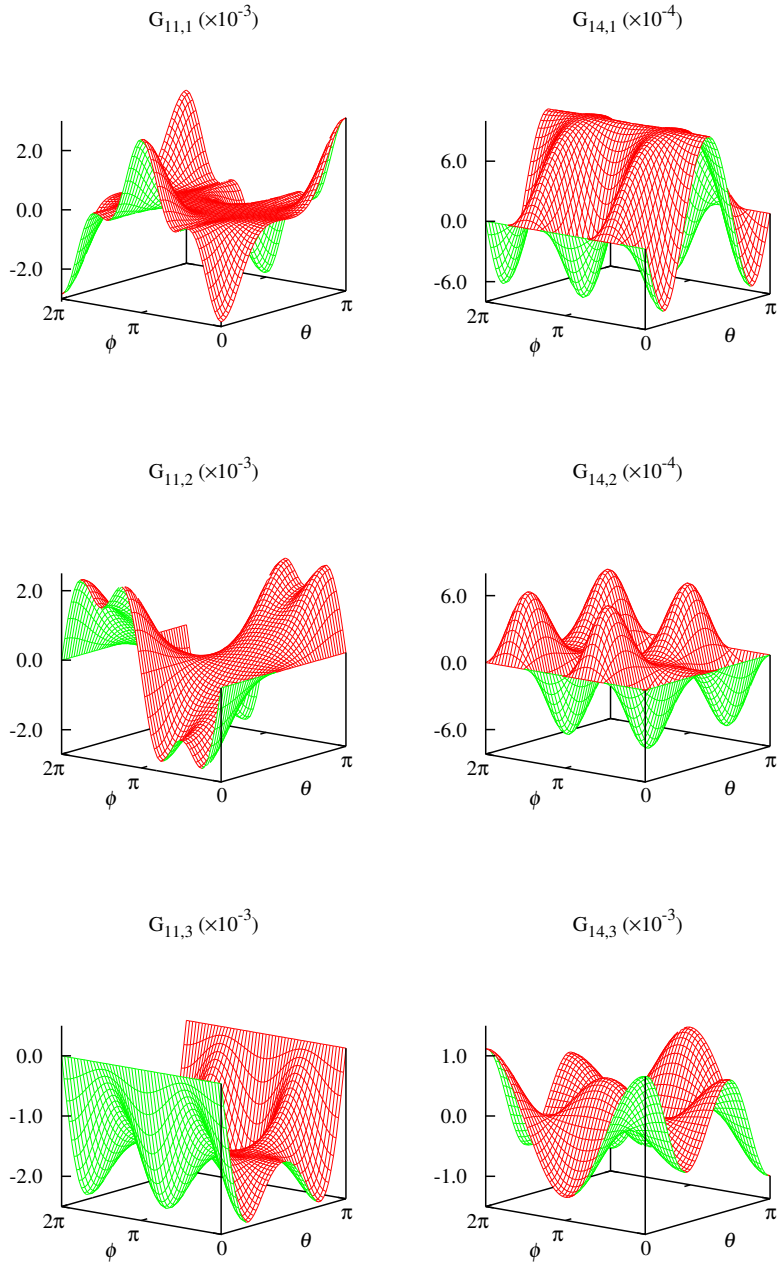 G11,1 (×10-3)
2.0
0.0
-2.0
2π
π
0
π
ϕ
θ
G14,1 (×10-4)
6.0
0.0
-6.0
2π
π
0
π
ϕ
θ
G11,2 (×10-3)
2.0
0.0
-2.0
2π
π
0
π
ϕ
θ
G14,2 (×10-4)
6.0
0.0
-6.0
2π
π
0
π
ϕ
θ
G11,3 (×10-3)
0.0
-1.0
-2.0
2π
π
0
π
ϕ
θ
G14,3 (×10-3)
1.0
0.0
-1.0
2π
π
0
π
ϕ
θ